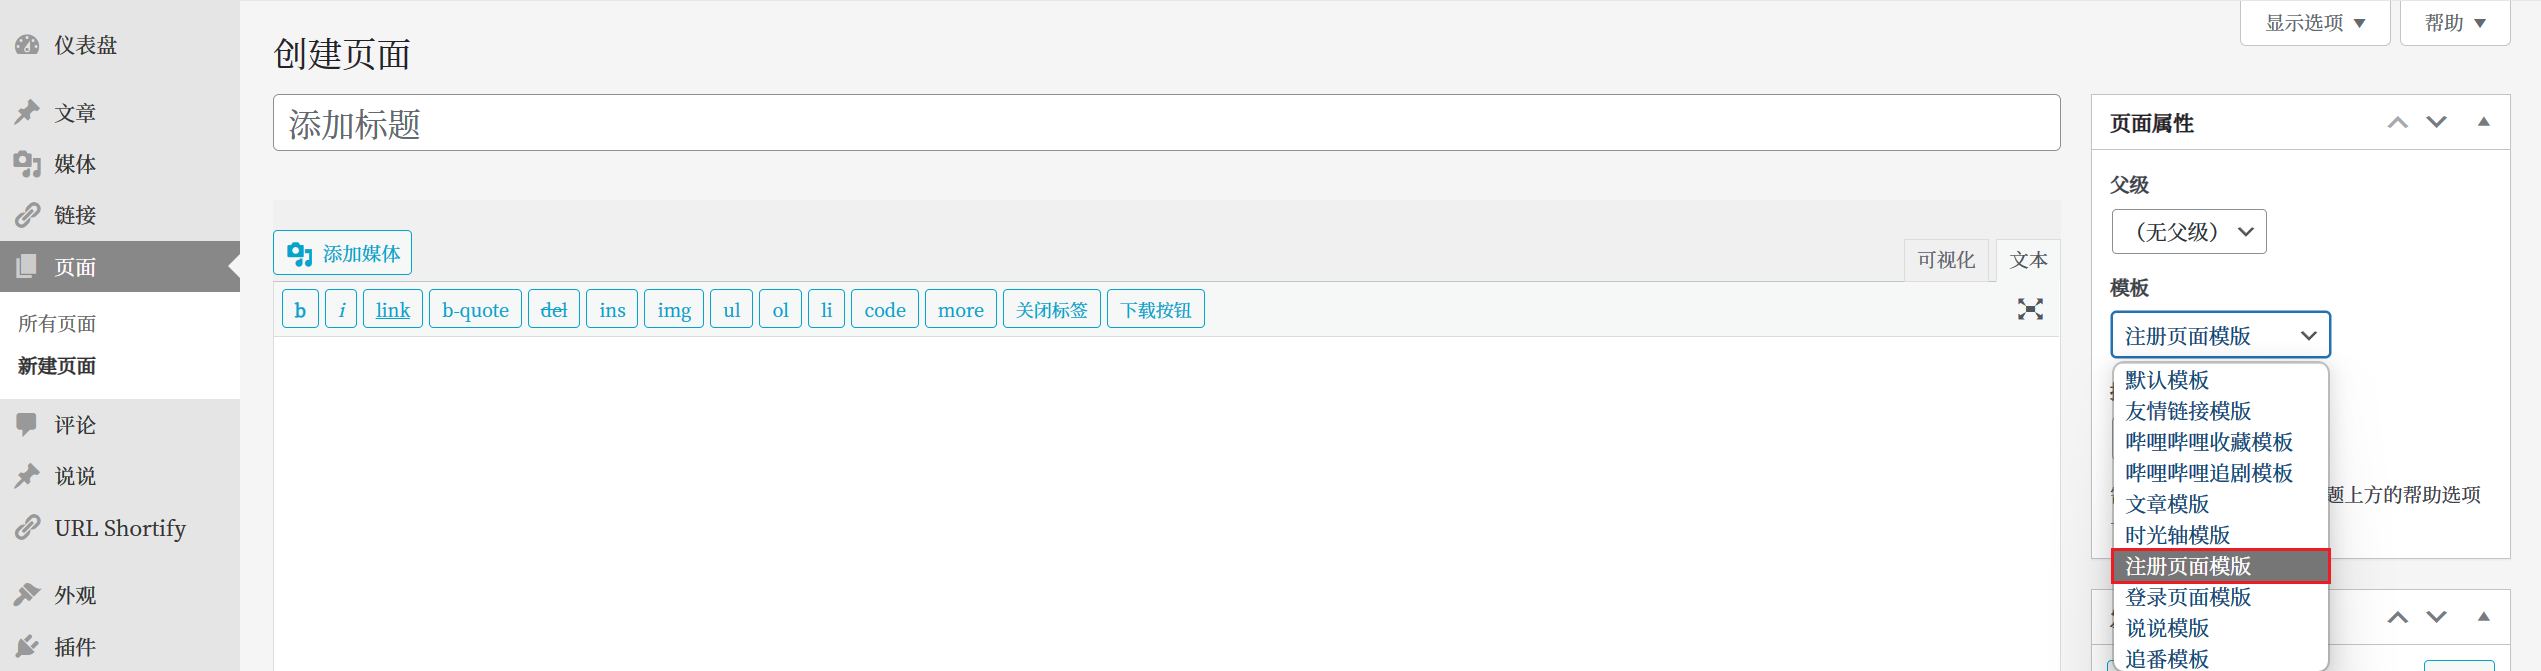 显示选项
帮助
仪表盘
文章
媒体
链接
页面
所有页面
新建页面
评论
说说
URL Shortify
外观
插件
创建页面
添加标题
添加媒体
可视化
文本
b
i
link
b-quote
del
ins
img
ul
ol
li
code
more
关闭标签
下载按钮
页面属性
父级
（无父级）
模板
注册页面模版
默认模板
友情链接模版
哔哩哔哩收藏模板
哔哩哔哩追剧模板
文章模版
时光轴模版
注册页面模版
登录页面模版
说说模版
追番模板
题上方的帮助选项